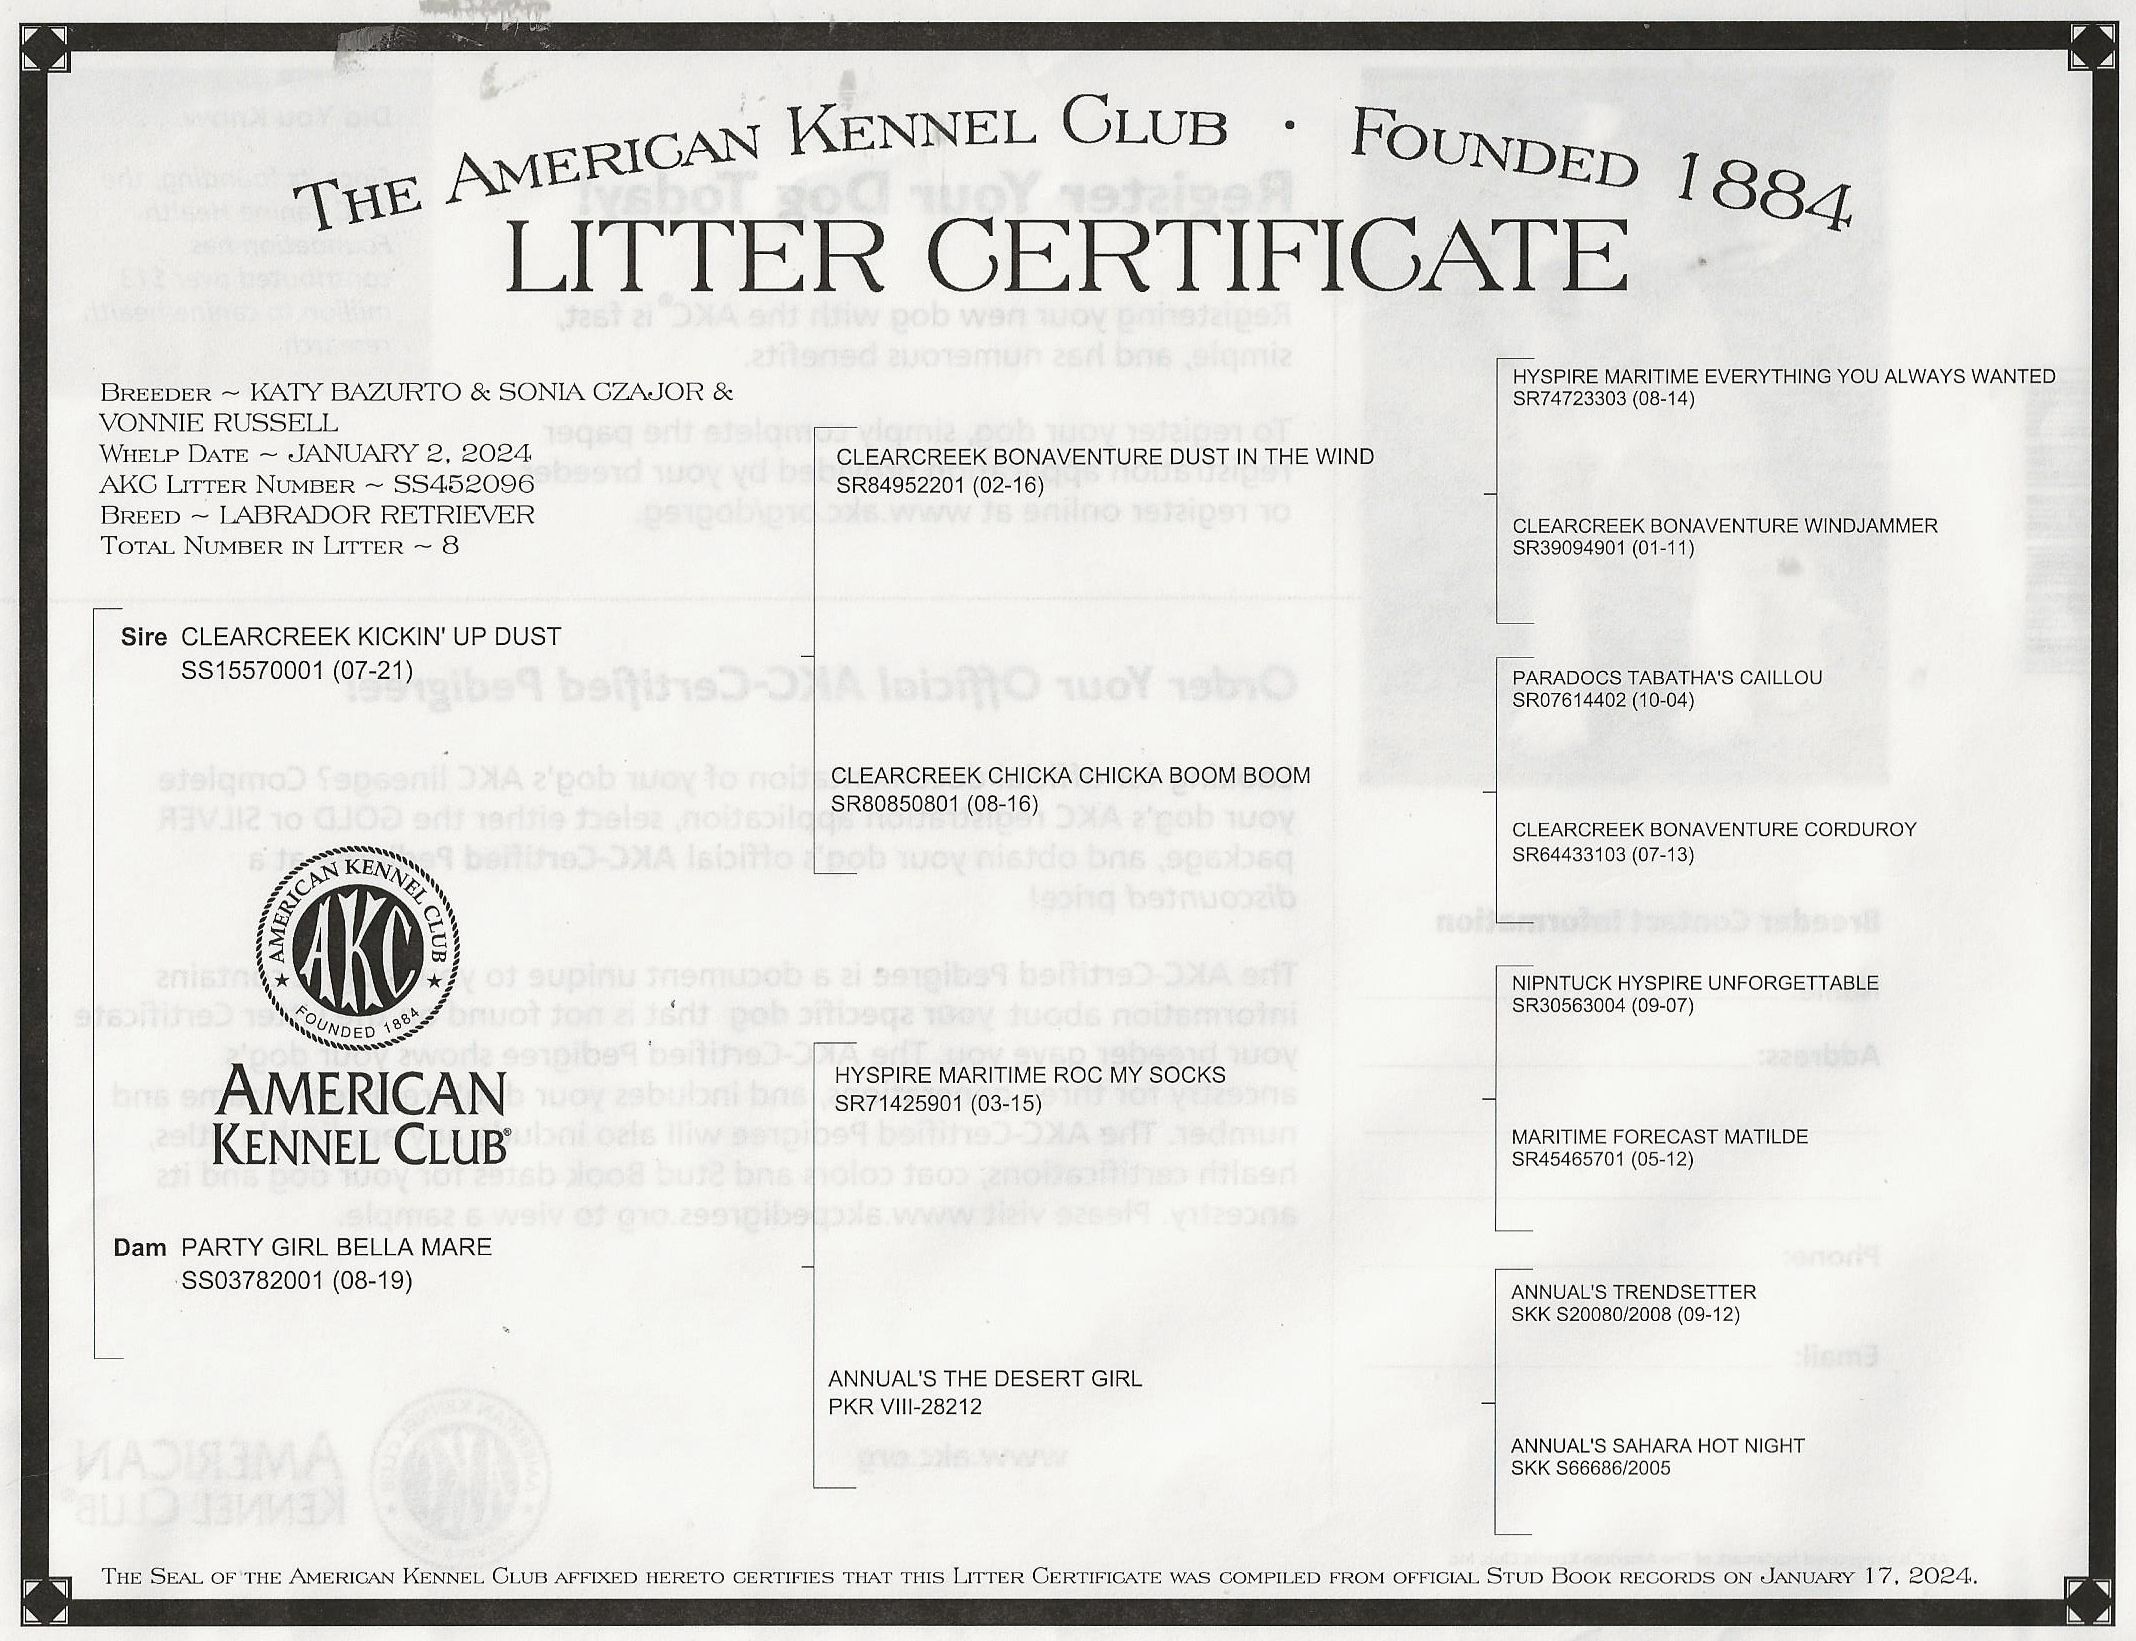 THE AMERICAN KENNEL CLUB · FOUNDED 1884
LITTER CERTIFICATE
BREEDER ~ KATY BAZURTO & SONIA CZAJOR &
VONNIE RUSSELL
WHELP DATE ~ JANUARY 2, 2024
AKC LITTER NUMBER ~ SS452096
BREED ~ LABRADOR RETRIEVER
TOTAL NUMBER IN LITTER ~ 8
Sire CLEARCREEK KICKIN' UP DUST
SS15570001 (07-21)
AMERICAN KENNEL CLUB
AKC
FOUNDED 1884
AMERICAN
KENNEL CLUB®
Dam PARTY GIRL BELLA MARE
SS03782001 (08-19)
CLEARCREEK BONAVENTURE DUST IN THE WIND
SR84952201 (02-16)
CLEARCREEK CHICKA CHICKA BOOM BOOM
SR80850801 (08-16)
HYSPIRE MARITIME ROC MY SOCKS
SR71425901 (03-15)
ANNUAL'S THE DESERT GIRL
PKR VIII-28212
HYSPIRE MARITIME EVERYTHING YOU ALWAYS WANTED
SR74723303 (08-14)
CLEARCREEK BONAVENTURE WINDJAMMER
SR39094901 (01-11)
PARADOCS TABATHA'S CAILLOU
SR07614402 (10-04)
CLEARCREEK BONAVENTURE CORDUROY
SR64433103 (07-13)
NIPNTUCK HYSPIRE UNFORGETTABLE
SR30563004 (09-07)
MARITIME FORECAST MATILDE
SR45465701 (05-12)
ANNUAL'S TRENDSETTER
SKK S20080/2008 (09-12)
ANNUAL'S SAHARA HOT NIGHT
SKK S66686/2005
THE SEAL OF THE AMERICAN KENNEL CLUB AFFIXED HERETO CERTIFIES THAT THIS LITTER CERTIFICATE WAS COMPILED FROM OFFICIAL STUD BOOK RECORDS ON JANUARY 17, 2024.